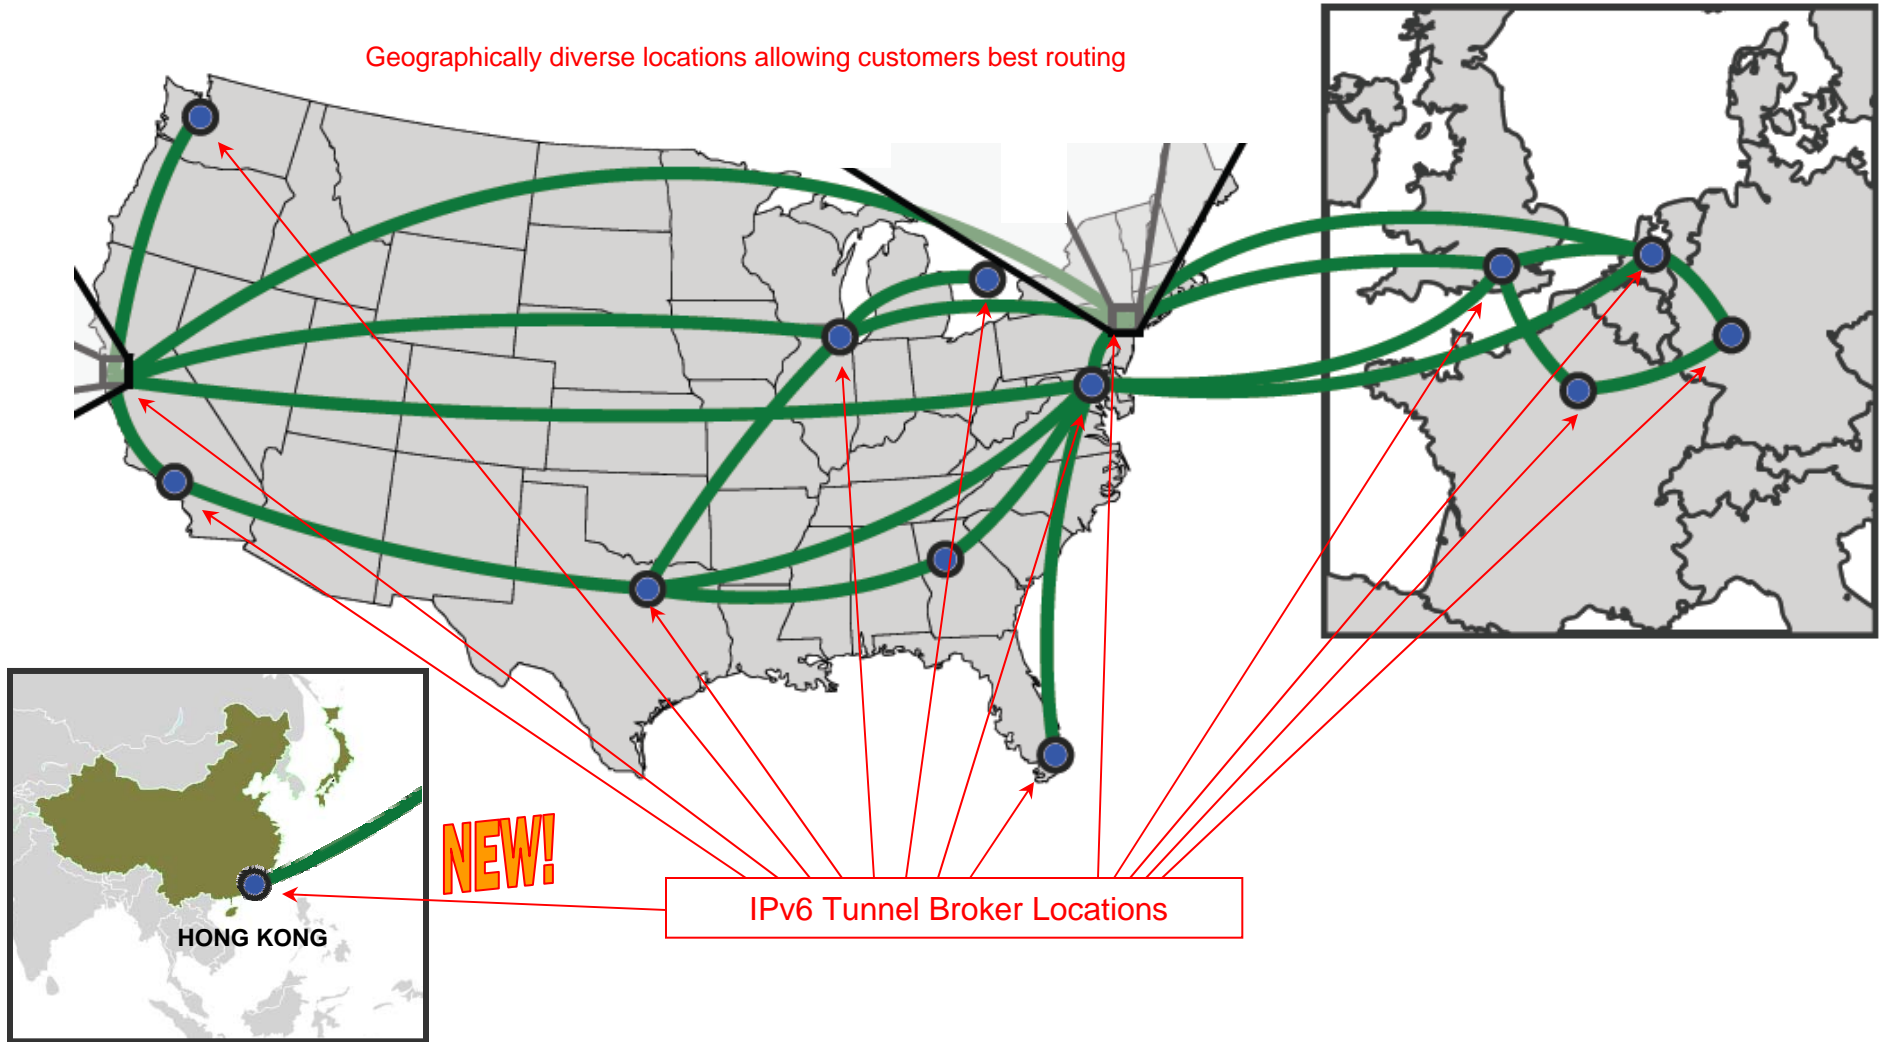 Geographically diverse locations allowing customers best routing
NEW!
IPv6 Tunnel Broker Locations
HONG KONG